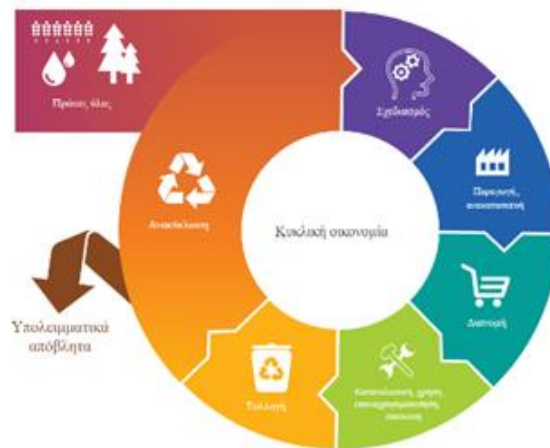 Πρώτες ύλες
Σχεδιασμός
Παραγωγή,
ανακατασκευή
Διανομή
Κατανάλωση, χρήση,
επαναχρησιμοποίηση,
επισκευή
Συλλογή
Ανακύκλωση
Κυκλική οικονομία
Υπολειμματικά
απόβλητα